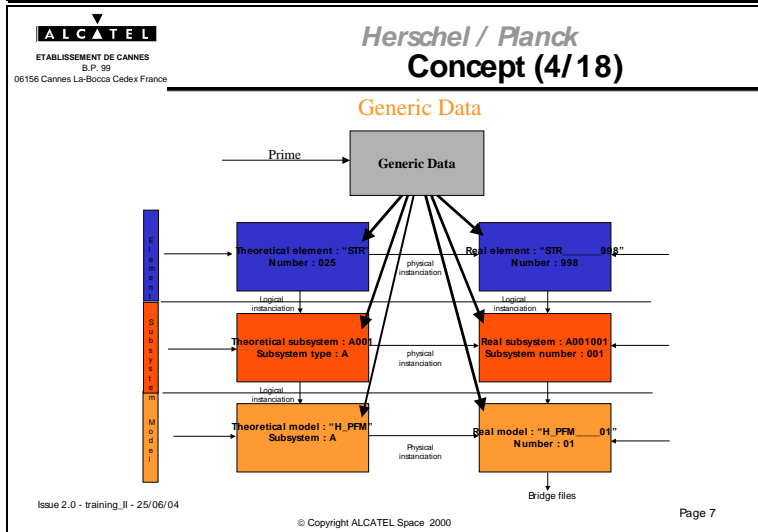 ALCATEL
ETABLISSEMENT DE CANNES
B.P. 99
06156 Cannes La-Bocca Cedex France
Herschel / Planck
Concept (4/18)
Generic Data
Prime
Generic Data
Element
Theoretical element : "STR"
Number : 025
physical
instanciation
Real element : "STR______998"
Number : 998
Logical
instanciation
Logical
instanciation
Subsystem
Theoretical subsystem : A001
Subsystem type : A
physical
instanciation
Real subsystem : A001001
Subsystem number : 001
Logical
instanciation
Model
Theoretical model : "H_PFM"
Subsystem : A
Physical
instanciation
Real model : "H_PFM____01"
Number : 01
Bridge files
Issue 2.0 - training_II - 25/06/04
© Copyright ALCATEL Space 2000
Page 7